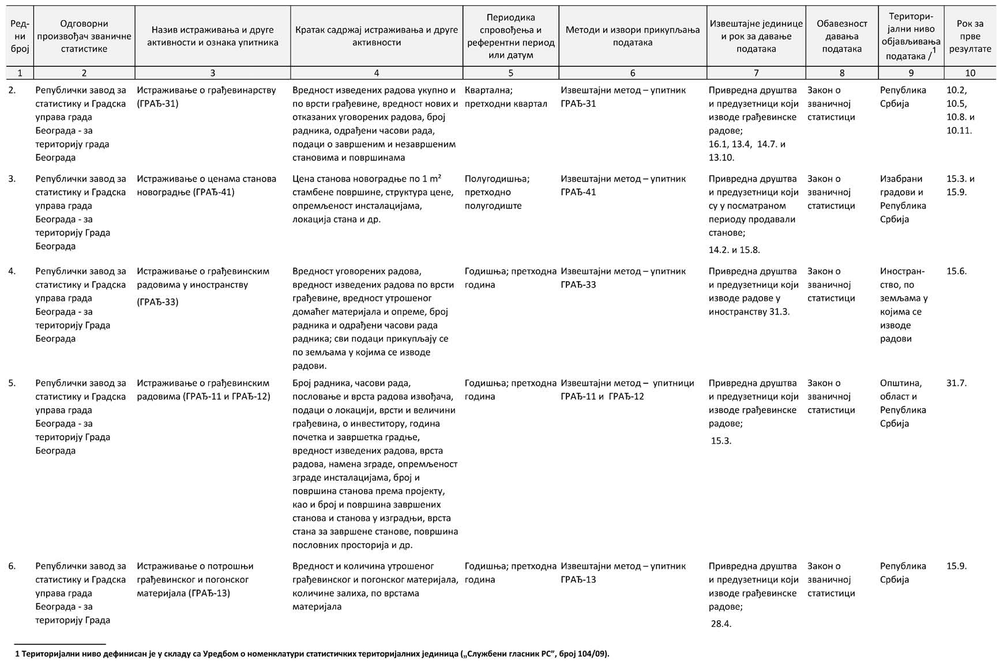 Ред-
ни
број
Одговорни
произвођач званичне
статистике
Назив истраживања и друге
активности и ознака упитника
Кратак садржај истраживања и друге
активности
Периодика
спровођења и
референтни период
или датум
Методи и извори прикупљања
података
Извештајне јединице
и рок за давање
података
Обавезност
давања
података
Територи-
јални ниво
објављивања
података /1
Рок за
прве
резултате
1
2
3
4
5
6
7
8
9
10
2.
Републички завод за
статистику и Градска
управа града
Београда - за
територију града
Београда
Истраживање о грађевинарству
(ГРАЂ-31)
Вредност изведених радова укупно и
по врсти грађевине, вредност нових и
отказаних уговорених радова, број
радника, одрађени часови рада,
подаци о завршеним и незавршеним
становима и површинама
Квартална;
претходни квартал
Извештајни метод – упитник
ГРАЂ-31
Привредна друштва
и предузетници који
изводе грађевинске
радове;
16.1, 13.4, 14.7. и
13.10.
Закон о
званичној
статистици
Република
Србија
10.2,
10.5,
10.8. и
10.11.
3.
Републички завод за
статистику и Градска
управа града
Београда - за
територију Града
Београда
Истраживање о ценама станова
новоградње (ГРАЂ-41)
Цена станова новоградње по 1 m²
стамбене површине, структура цене,
опремљеност инсталацијама,
локација стана и др.
Полугодишња;
претходно
полугодиште
Извештајни метод – упитник
ГРАЂ-41
Привредна друштва
и предузетници који
су у посматраном
периоду продавали
станове;
14.2. и 15.8.
Закон о
званичној
статистици
Изабрани
градови и
Република
Србија
15.3. и
15.9.
4.
Републички завод за
статистику и Градска
управа града
Београда - за
територију Града
Београда
Истраживање о грађевинским
радовима у иностранству
(ГРАЂ-33)
Вредност уговорених радова,
вредност изведених радова по врсти
грађевине, вредност утрошеног
домаћег материјала и опреме, број
радника и одрађени часови рада
радника; сви подаци прикупљају се
по земљама у којима се изводе
радови.
Годишња; претходна
година
Извештајни метод – упитник
ГРАЂ-33
Привредна друштва
и предузетници који
изводе радове у
иностранству 31.3.
Закон о
званичној
статистици
Иностран-
ство, по
земљама у
којима се
изводе
радови
15.6.
5.
Републички завод за
статистику и Градска
управа града
Београда - за
територију Града
Београда
Истраживање о грађевинским
радовима (ГРАЂ-11 и ГРАЂ-12)
Број радника, часови рада,
пословање и врста радова извођача,
подаци о локацији, врсти и величини
грађевина, о инвеститору, година
почетка и завршетка градње,
вредност изведених радова, врста
радова, намена зграде, опремљеност
зграде инсталацијама, број и
површина станова према пројекту,
као и број и површина завршених
станова и станова у изградњи, врста
стана за завршене станове, површина
пословних просторија и др.
Годишња; претходна
година
Извештајни метод – упитници
ГРАЂ-11 и ГРАЂ-12
Привредна друштва
и предузетници који
изводе грађевинске
радове;
15.3.
Закон о
званичној
статистици
Општина,
област и
Република
Србија
31.7.
6.
Републички завод за
статистику и Градска
управа града
Београда - за
територију Града
Истраживање о потрошњи
грађевинског и погонског
материјала (ГРАЂ-13)
Вредност и количина утрошеног
грађевинског и погонског материјала,
количине залиха, по врстама
материјала
Годишња; претходна
година
Извештајни метод – упитник
ГРАЂ-13
Привредна друштва
и предузетници који
изводе грађевинске
радове;
28.4.
Закон о
званичној
статистици
Република
Србија
15.9.
1 Територијални ниво дефинисан је у складу са Уредбом о номенклатури статистичких територијалних јединица („Службени гласник РС”, број 104/09).